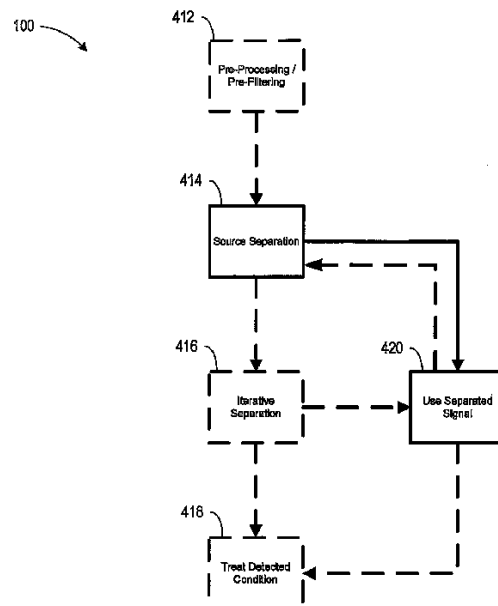 100
412
Pre-Processing /
Pre-Filtering
414
Source Separation
416
Iterative
Separation
420
Use Separated
Signal
418
Treat Detected
Condition